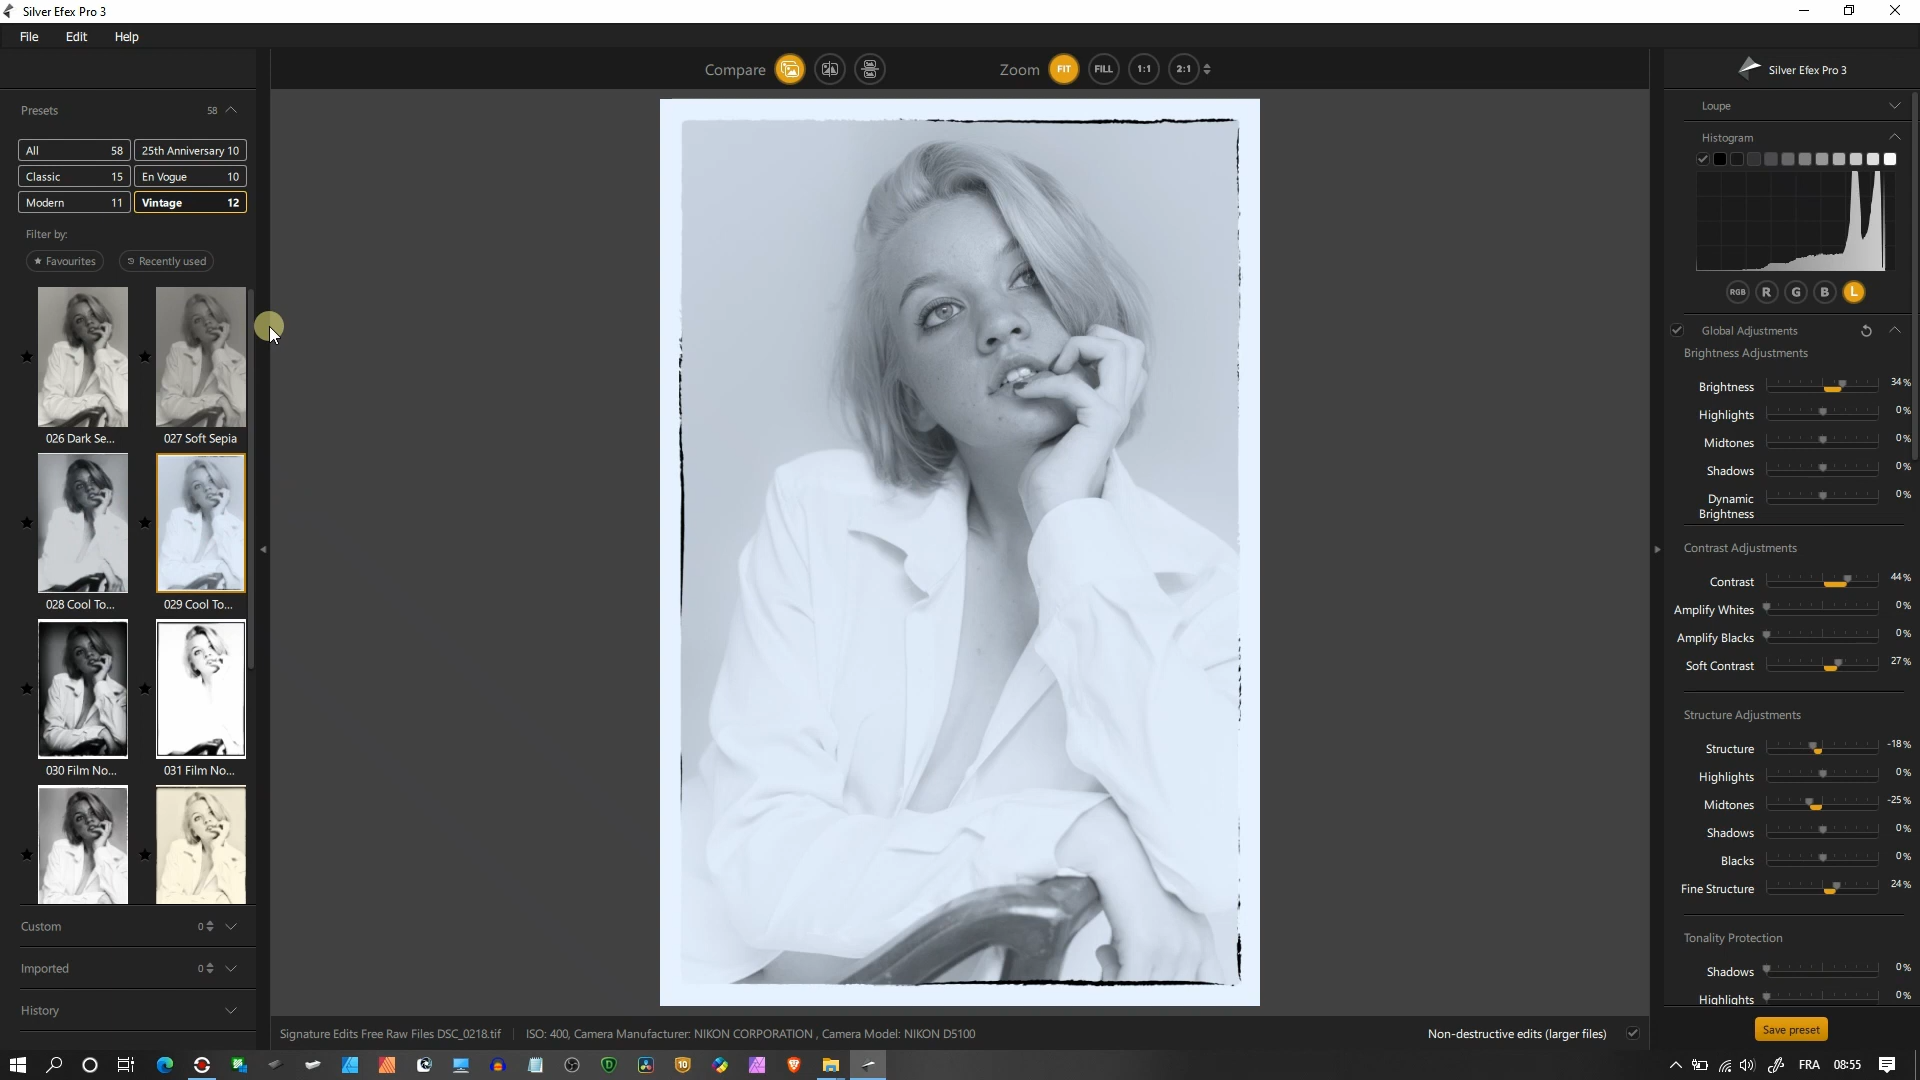 Silver Efex Pro 3
File Edit Help
Compare Zoom FIT FILL 1:1 2:1
Silver Efex Pro 3
Presets 58
All 58
25th Anniversary 10
Classic 15
En Vogue 10
Modern 11
Vintage 12
Filter by:
Favourites
Recently used
026 Dark Se...
027 Soft Sepia
028 Cool To...
029 Cool To...
030 Film No...
031 Film No...
Custom 0
Imported 0
History
Loupe
Histogram
RGB R G B L
Global Adjustments
Brightness Adjustments
Brightness 34%
Highlights 0%
Midtones 0%
Shadows 0%
Dynamic 0%
Brightness
Contrast Adjustments
Contrast 44%
Amplify Whites 0%
Amplify Blacks 0%
Soft Contrast 27%
Structure Adjustments
Structure -18%
Highlights 0%
Midtones -25%
Shadows 0%
Blacks 0%
Fine Structure 24%
Tonality Protection
Shadows 0%
Highlights 0%
Save preset
Signature Edits Free Raw Files DSC_0218.tif
ISO: 400, Camera Manufacturer: NIKON CORPORATION , Camera Model: NIKON D5100
Non-destructive edits (larger files)
10
FRA 08:55